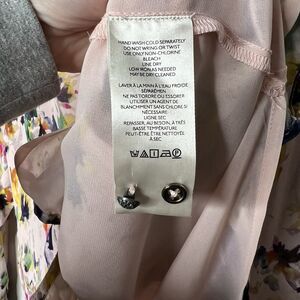 HAND WASH COLD SEPARATELY
DO NOT WRING OR TWIST
USE ONLY NON-CHLORINE
BLEACH
LINE DRY
LOW IRON AS NEEDED
MAY BE DRY CLEANED
LAVER À LA MAIN À L'EAU FROIDE
SÉPARÉMENT
NE PAS TORDRE OU ESSORER
UTILISER UN AGENT DE
BLANCHIMENT SANS CHLORE SI
NÉCESSAIRE
LIGNE SEC
REPASSER, AU BESOIN, À TRÈS
BASSE TEMPÉRATURE
PEUT-ÊTRE ÊTRE NETTOYÉE
À SEC